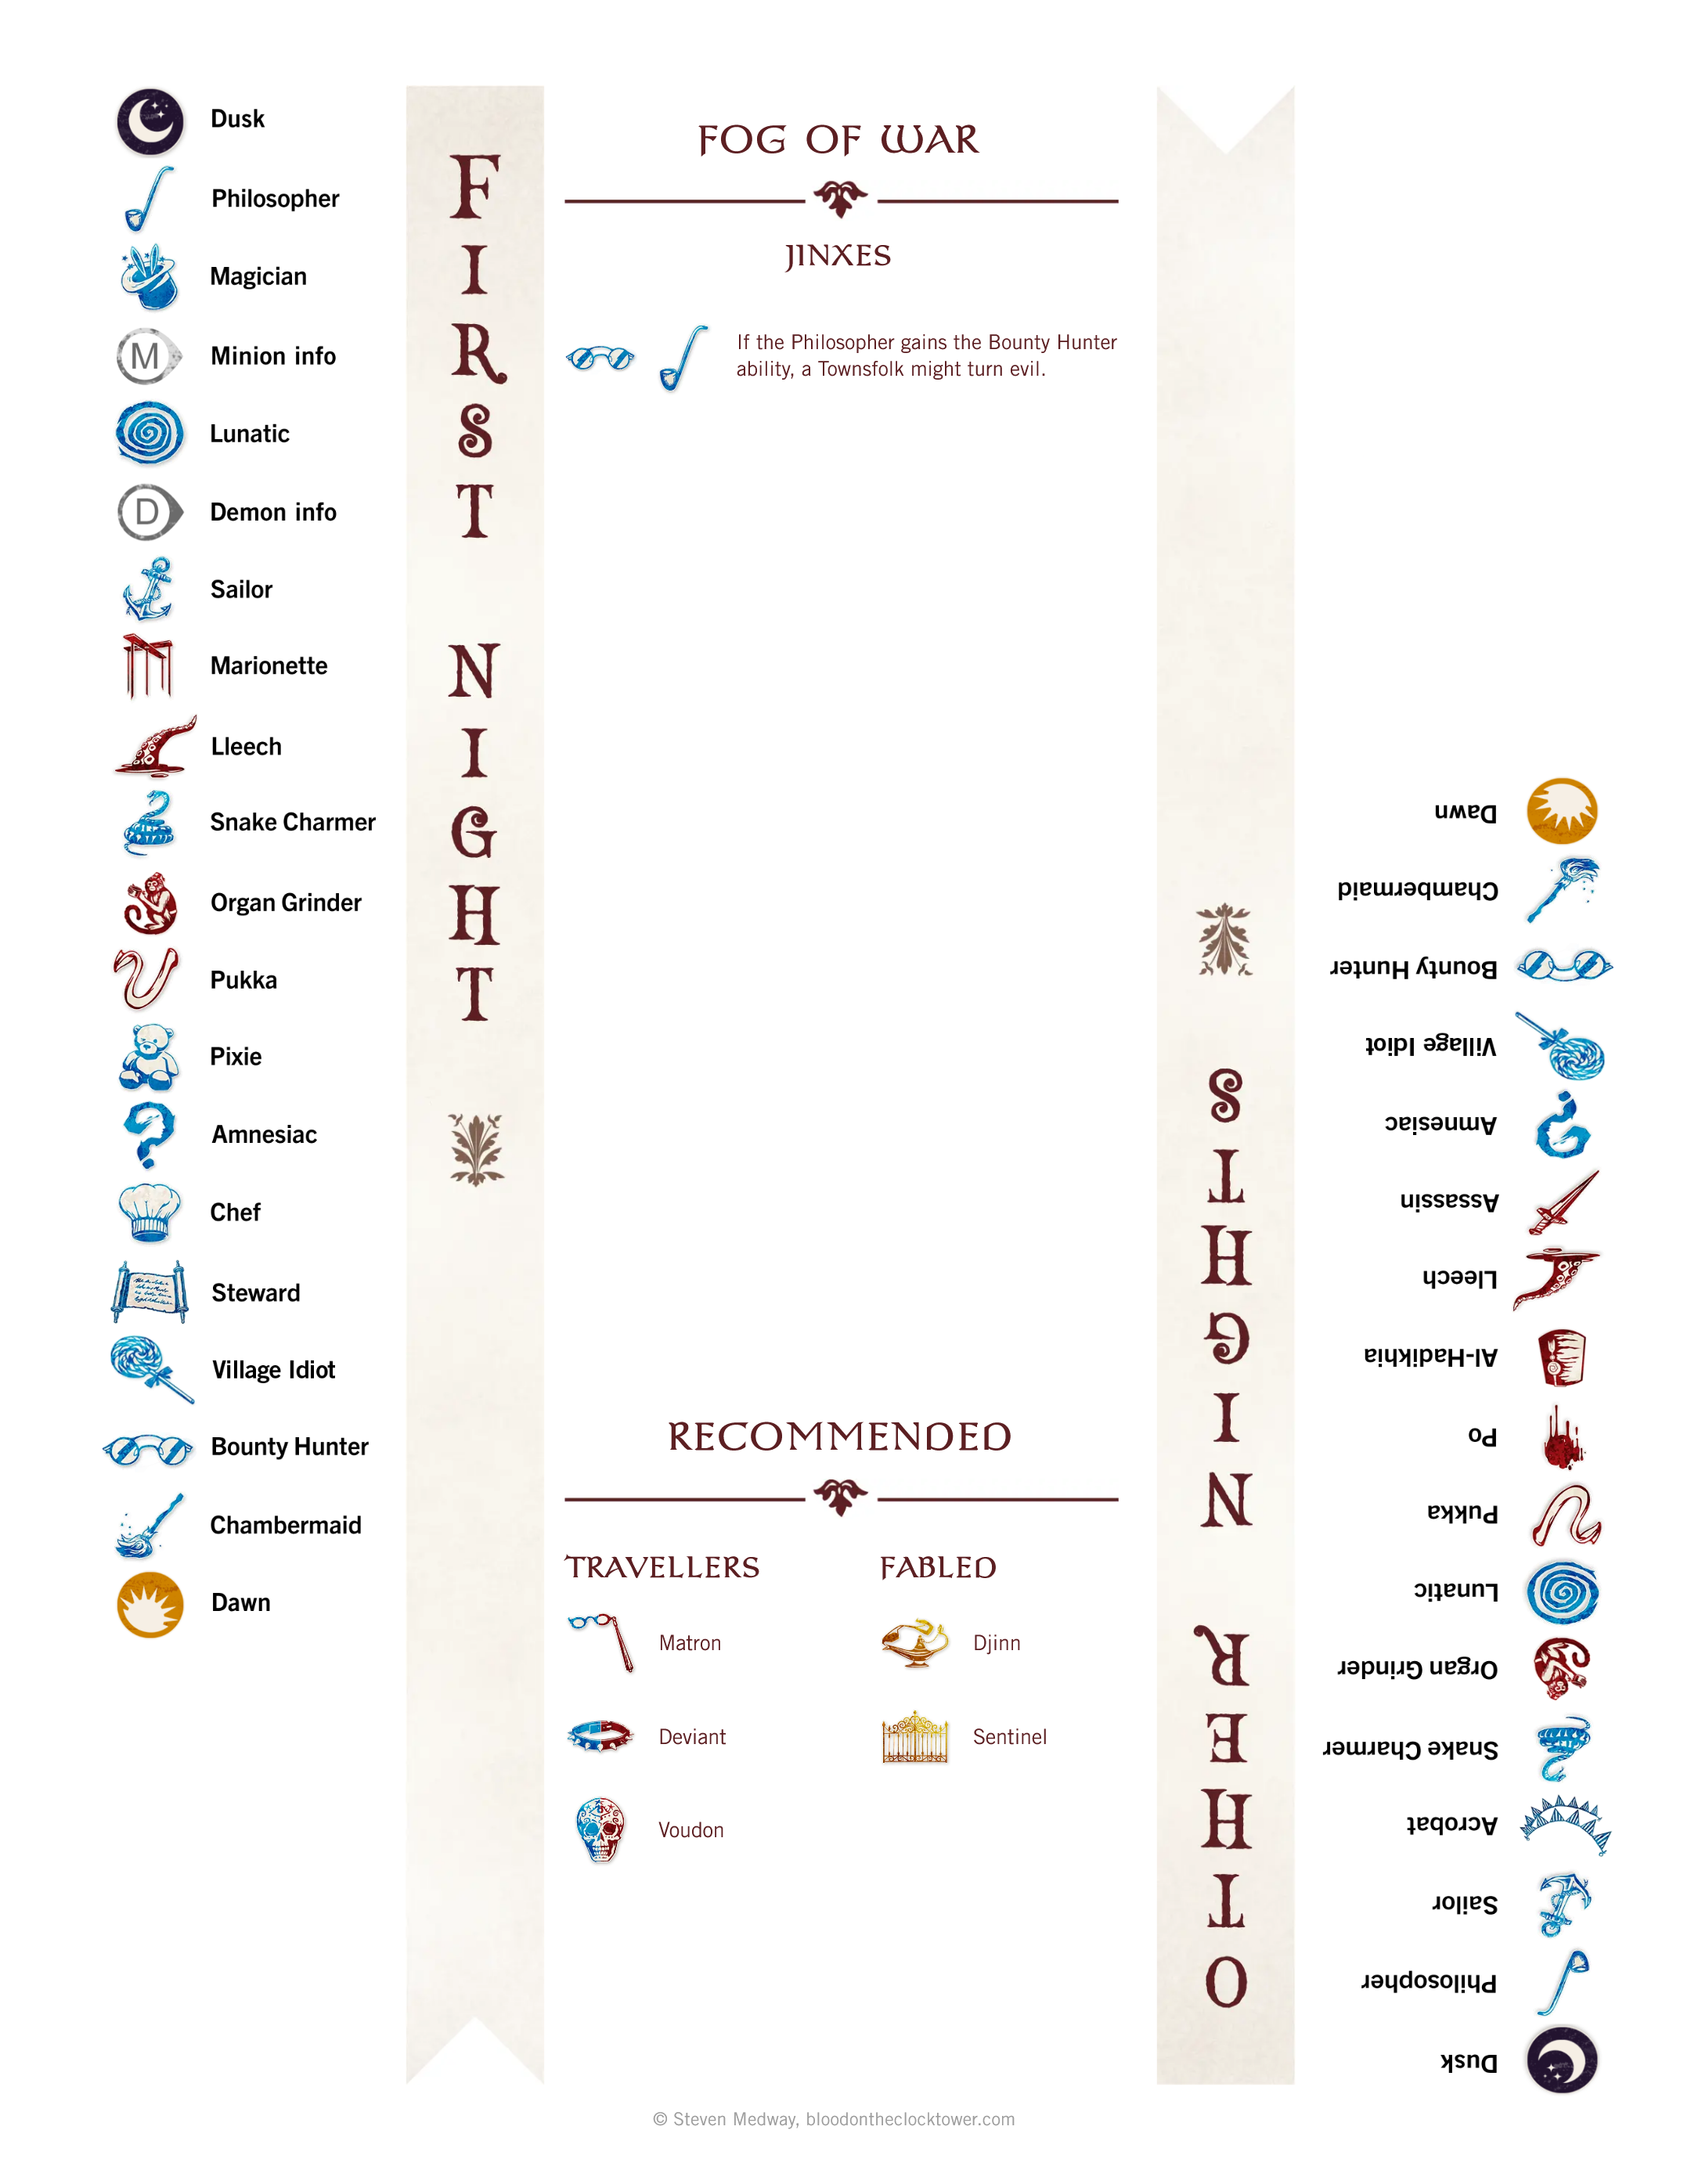 Dusk
Philosopher
Magician
M
Minion info
Lunatic
D
Demon info
Sailor
Marionette
Lleech
Snake Charmer
Organ Grinder
Pukka
Pixie
Amnesiac
Chef
Steward
Village Idiot
Bounty Hunter
Chambermaid
Dawn
FIRST NIGHT
FOG OF WAR
JINXES
If the Philosopher gains the Bounty Hunter
ability, a Townsfolk might turn evil.
RECOMMENDED
TRAVELLERS
Matron
Deviant
Voudon
FABLED
Djinn
Sentinel
OTHER NIGHTS
Dusk
Philosopher
Sailor
Acrobat
Snake Charmer
Organ Grinder
Lunatic
Pukka
Po
Al-Hadikhia
Lleech
Assassin
Amnesiac
Village Idiot
Bounty Hunter
Chambermaid
Dawn
© Steven Medway, bloodontheclocktower.com